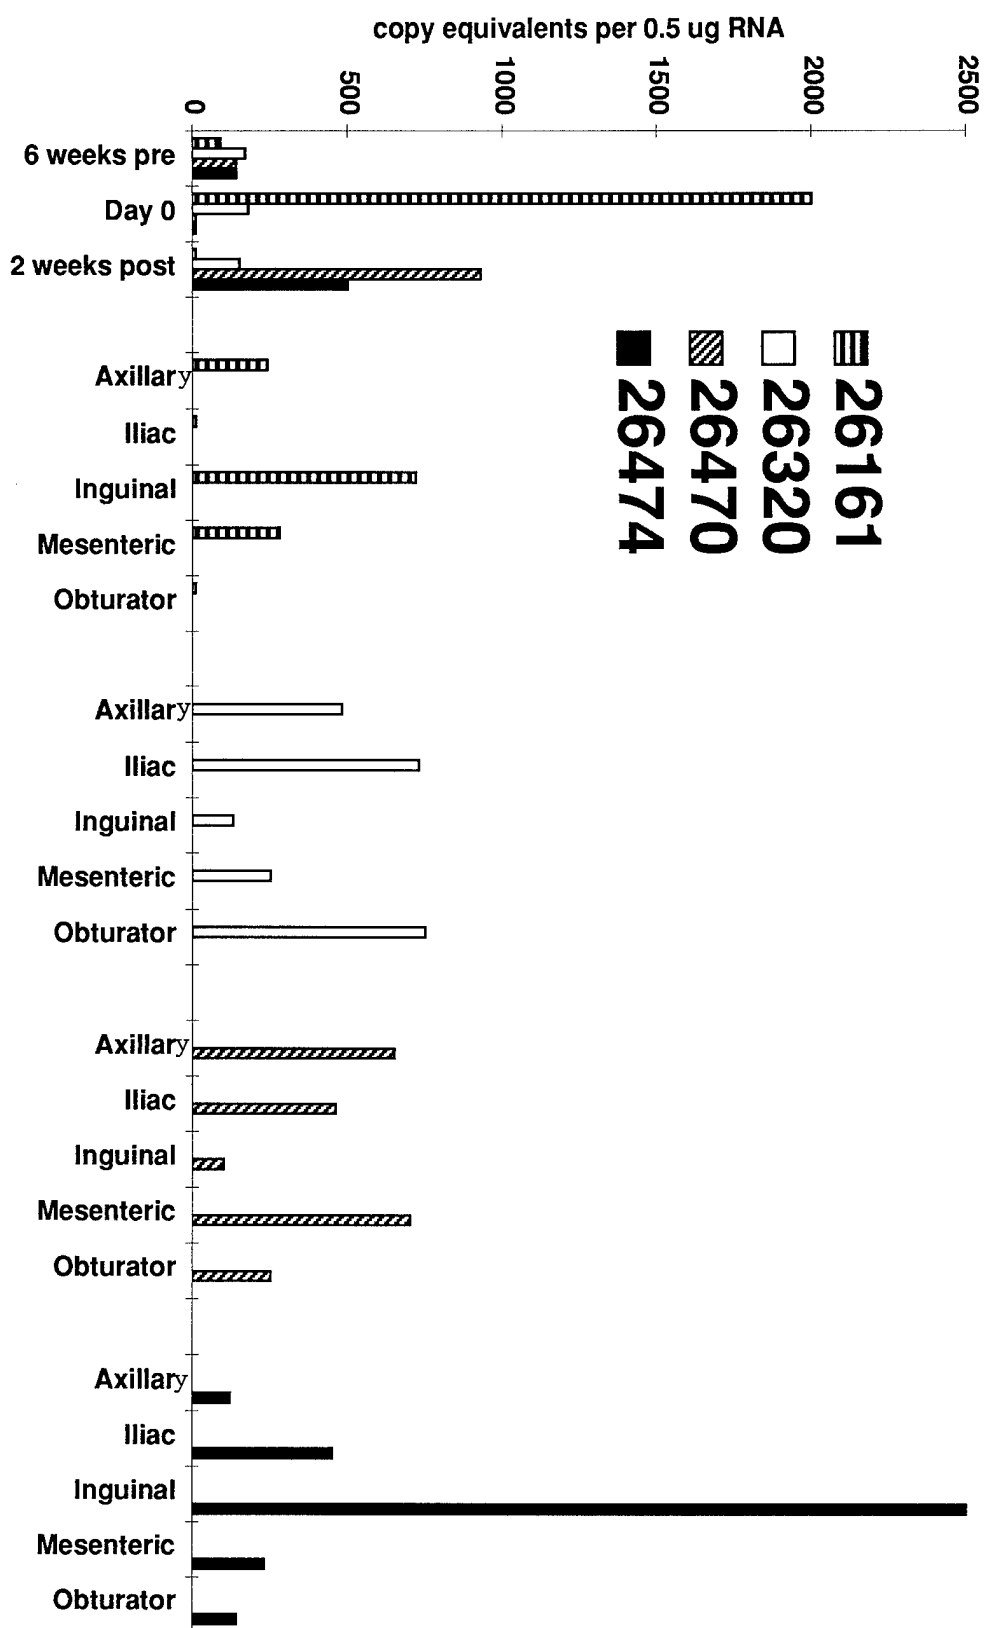 copy equivalents per 0.5 ug RNA
0
500
1000
1500
2000
2500
6 weeks pre
Day 0
2 weeks post
Axillary
Iliac
Inguinal
Mesenteric
Obturator
Axillary
Iliac
Inguinal
Mesenteric
Obturator
Axillary
Iliac
Inguinal
Mesenteric
Obturator
Axillary
Iliac
Inguinal
Mesenteric
Obturator
26161
26320
26470
26474